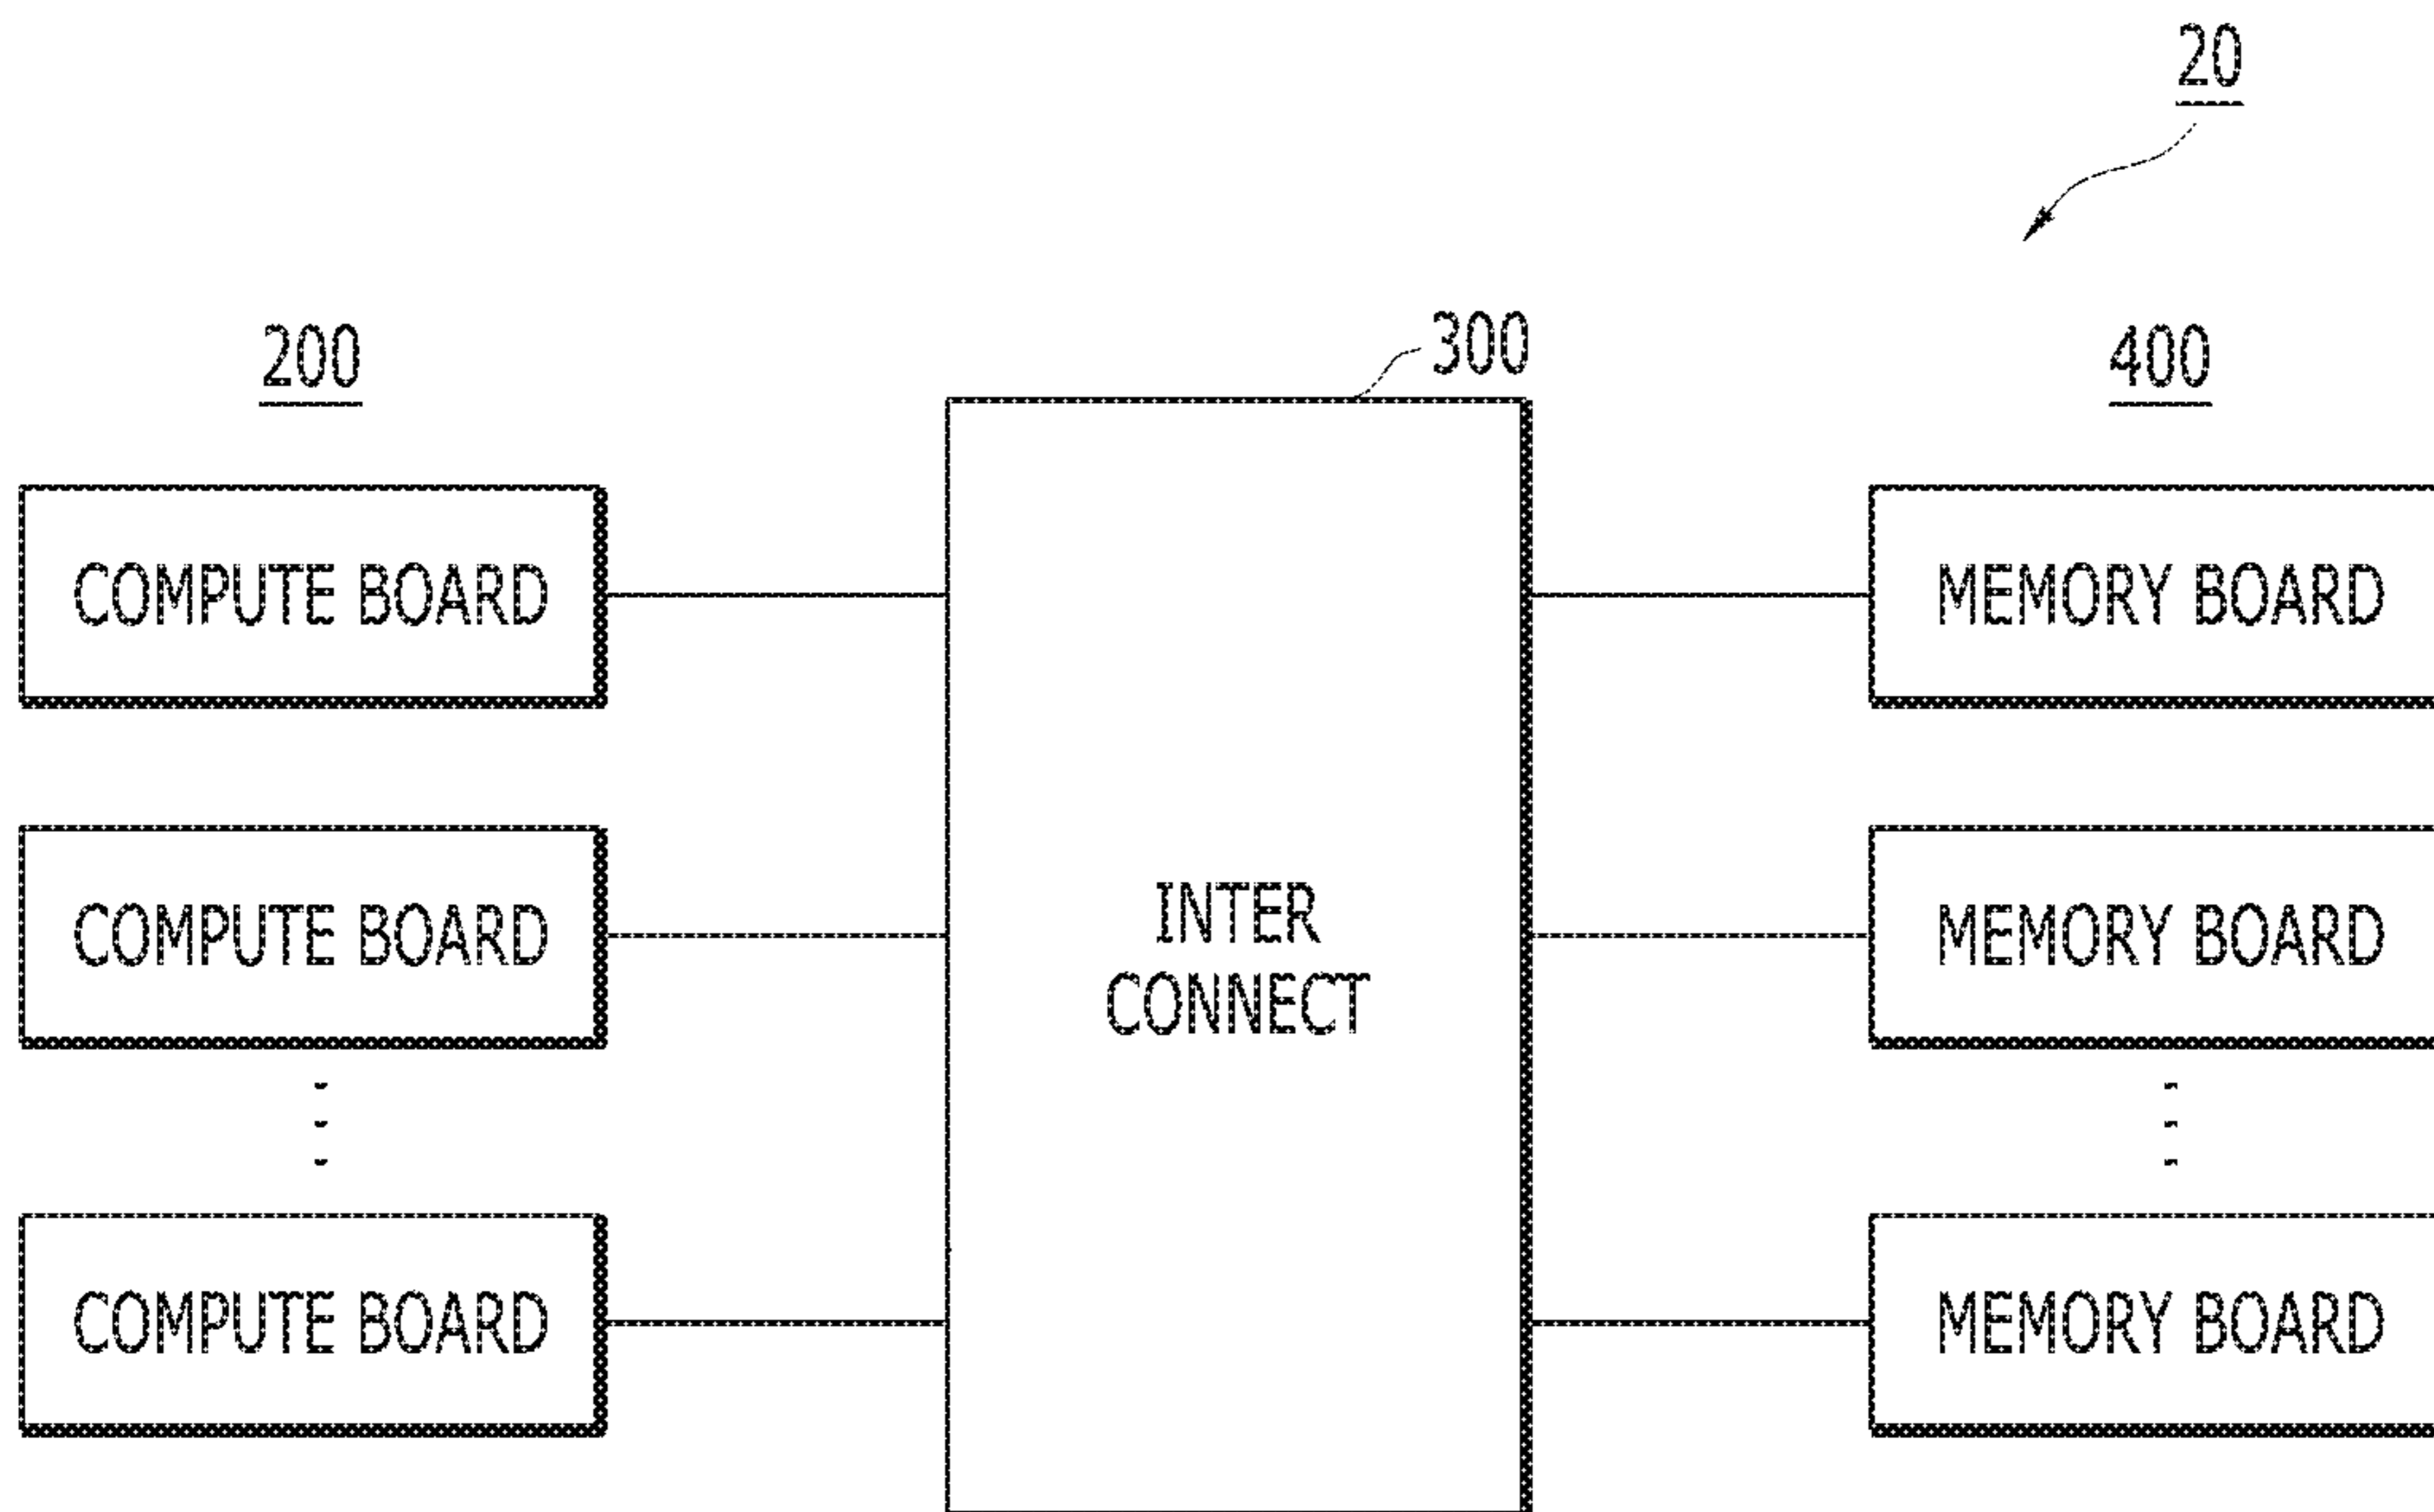 20
200
300
400
COMPUTE BOARD
MEMORY BOARD
COMPUTE BOARD
INTER
CONNECT
MEMORY BOARD
COMPUTE BOARD
MEMORY BOARD